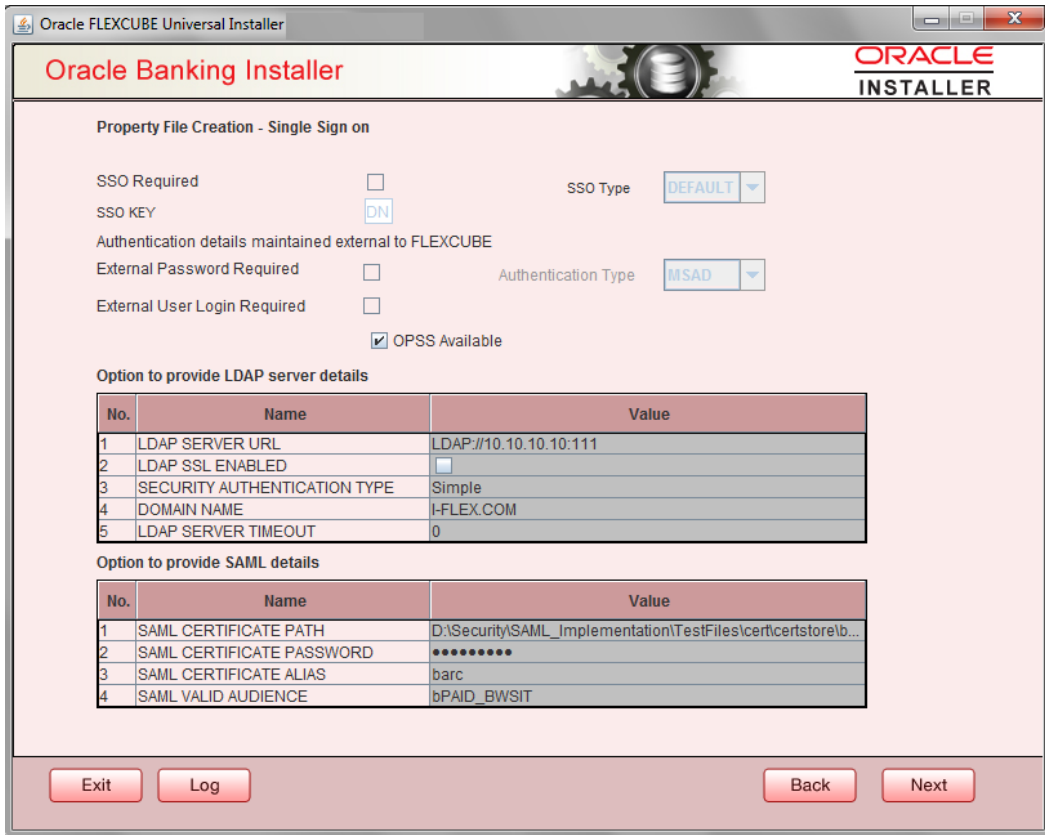 Oracle FLEXCUBE Universal Installer
Oracle Banking Installer
ORACLE
INSTALLER
Property File Creation - Single Sign on
SSO Required
SSO Type DEFAULT
SSO KEY DN
Authentication details maintained external to FLEXCUBE
External Password Required
Authentication Type MSAD
External User Login Required
OPSS Available
Option to provide LDAP server details
No. Name Value
1 LDAP SERVER URL LDAP://10.10.10.10:111
2 LDAP SSL ENABLED
3 SECURITY AUTHENTICATION TYPE Simple
4 DOMAIN NAME I-FLEX.COM
5 LDAP SERVER TIMEOUT 0
Option to provide SAML details
No. Name Value
1 SAML CERTIFICATE PATH D:\Security\SAML_Implementation\TestFiles\cert\certstore\b...
2 SAML CERTIFICATE PASSWORD •••••••••
3 SAML CERTIFICATE ALIAS barc
4 SAML VALID AUDIENCE bPAID_BWSIT
Exit Log Back Next